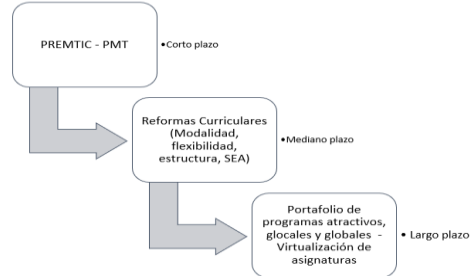 PREMTIC - PMT
•Corto plazo
Reformas Curriculares
(Modalidad,
flexibilidad,
estructura, SEA)
•Mediano plazo
Portafolio de
programas atractivos,
glocales y globales -
Virtualización de
asignaturas
• Largo plazo